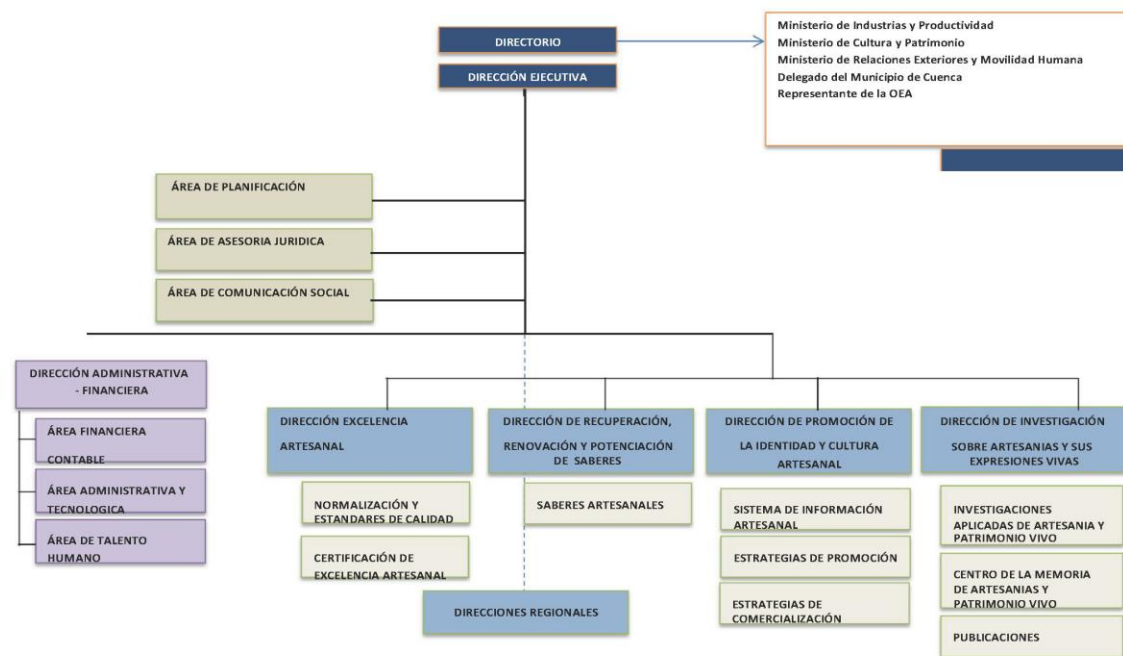 DIRECTORIO
DIRECCIÓN EJECUTIVA
Ministerio de Industrias y Productividad
Ministerio de Cultura y Patrimonio
Ministerio de Relaciones Exteriores y Movilidad Humana
Delegado del Municipio de Cuenca
Representante de la OEA
ÁREA DE PLANIFICACIÓN
ÁREA DE ASESORIA JURIDICA
ÁREA DE COMUNICACIÓN SOCIAL
DIRECCIÓN ADMINISTRATIVA
- FINANCIERA
ÁREA FINANCIERA
CONTABLE
ÁREA ADMINISTRATIVA Y
TECNOLOGICA
ÁREA DE TALENTO
HUMANO
DIRECCIÓN EXCELENCIA
ARTESANAL
NORMALIZACIÓN Y
ESTANDARES DE CALIDAD
CERTIFICACIÓN DE
EXCELENCIA ARTESANAL
DIRECCIÓN DE RECUPERACIÓN,
RENOVACIÓN Y POTENCIACIÓN
DE SABERES
SABERES ARTESANALES
DIRECCIONES REGIONALES
DIRECCIÓN DE PROMOCIÓN DE
LA IDENTIDAD Y CULTURA
ARTESANAL
SISTEMA DE INFORMACIÓN
ARTESANAL
ESTRATEGIAS DE PROMOCIÓN
ESTRATEGIAS DE
COMERCIALIZACIÓN
DIRECCIÓN DE INVESTIGACIÓN
SOBRE ARTESANIAS Y SUS
EXPRESIONES VIVAS
INVESTIGACIONES
APLICADAS DE ARTESANIA Y
PATRIMONIO VIVO
CENTRO DE LA MEMORIA
DE ARTESANIAS Y
PATRIMONIO VIVO
PUBLICACIONES